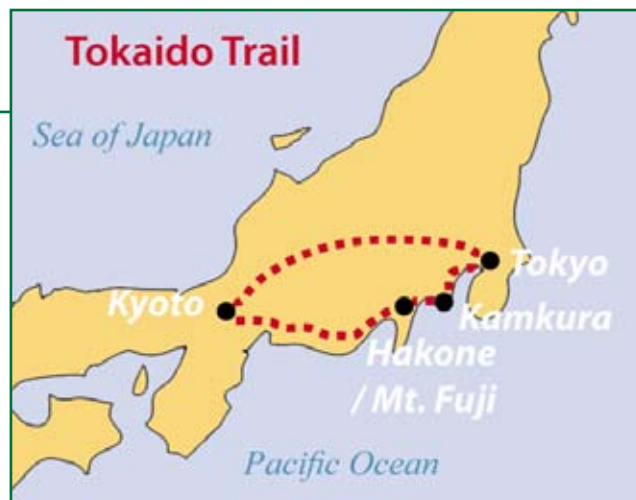 Tokaido Trail
Sea of Japan
Tokyo
Kyoto
Kamkura
Hakone
/ Mt. Fuji
Pacific Ocean